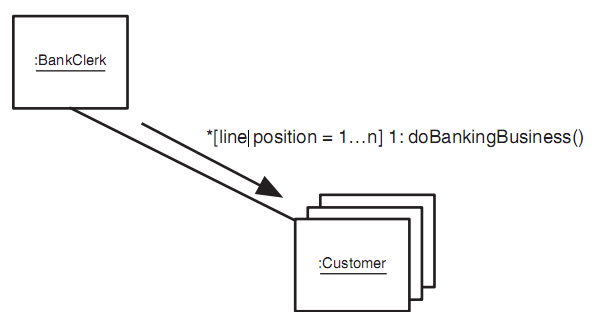 :BankClerk
*[line|position = 1…n] 1: doBankingBusiness()
:Customer